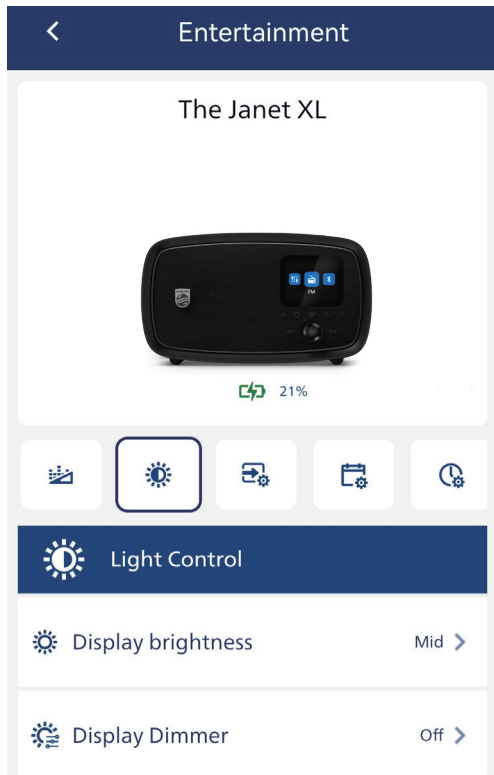 Entertainment
The Janet XL
FM
21%
Light Control
Display brightness
Mid
Display Dimmer
Off